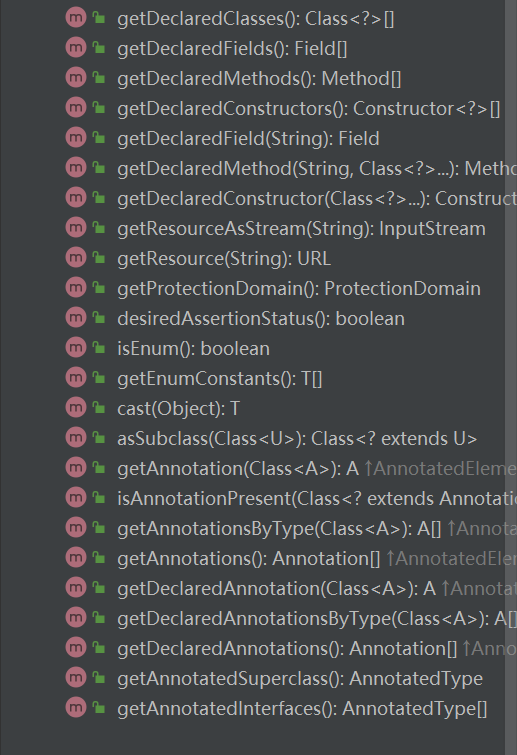 m getDeclaredClasses(): Class<?>[]
m getDeclaredFields(): Field[]
m getDeclaredMethods(): Method[]
m getDeclaredConstructors(): Constructor<?>[]
m getDeclaredField(String): Field
m getDeclaredMethod(String, Class<?>...): Metho
m getDeclaredConstructor(Class<?>...): Construct
m getResourceAsStream(String): InputStream
m getResource(String): URL
m getProtectionDomain(): ProtectionDomain
m desiredAssertionStatus(): boolean
m isEnum(): boolean
m getEnumConstants(): T[]
m cast(Object): T
m asSubclass(Class<U>): Class<? extends U>
m getAnnotation(Class<A>): A ↑AnnotatedEleme
m isAnnotationPresent(Class<? extends Annotatio
m getAnnotationsByType(Class<A>): A[] ↑Annota
m getAnnotations(): Annotation[] ↑AnnotatedEler
m getDeclaredAnnotation(Class<A>): A ↑Annotat
m getDeclaredAnnotationsByType(Class<A>): A[]
m getDeclaredAnnotations(): Annotation[] ↑Anno
m getAnnotatedSuperclass(): AnnotatedType
m getAnnotatedInterfaces(): AnnotatedType[]